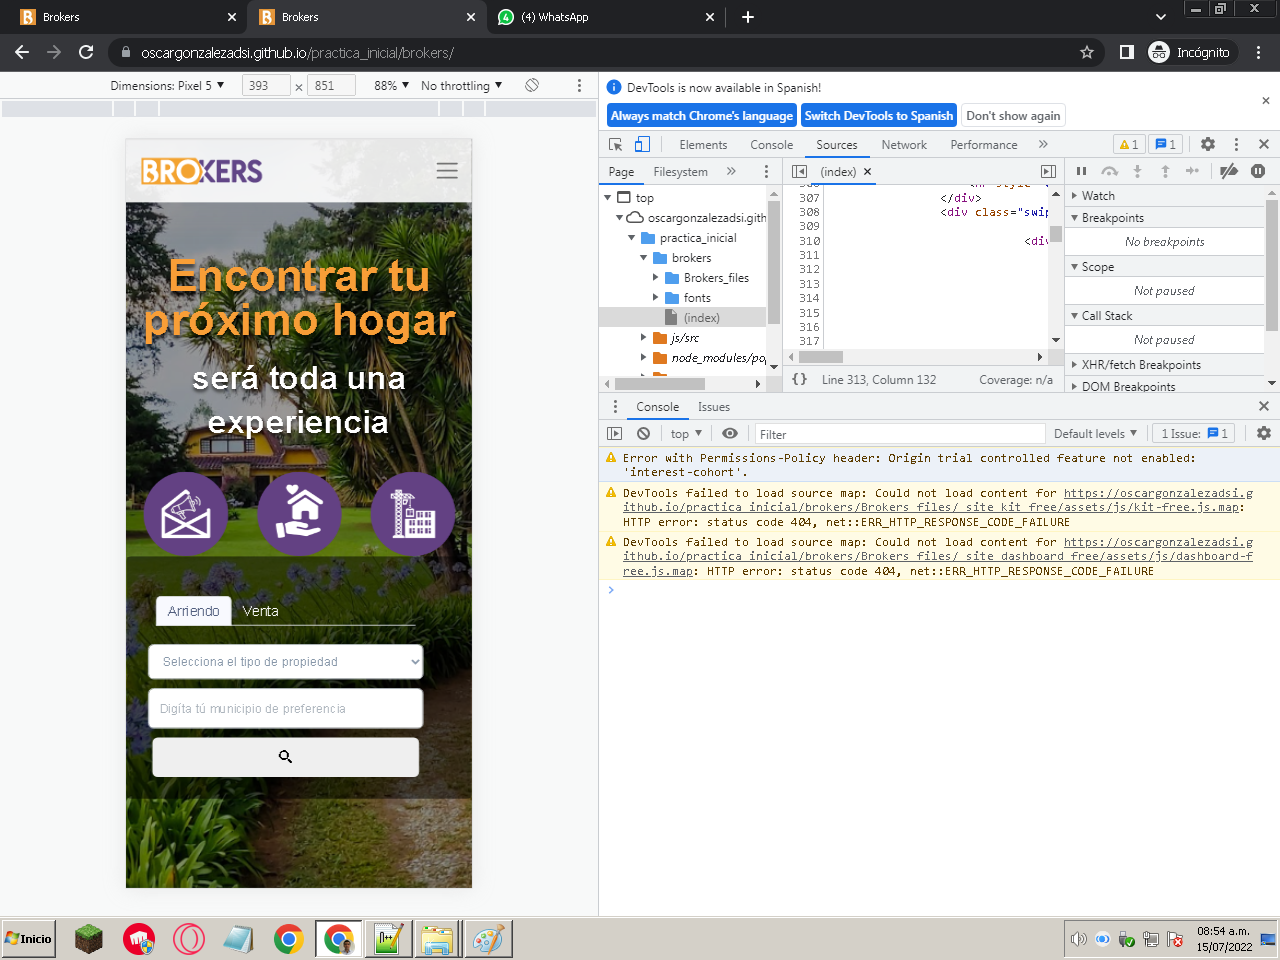 Brokers
Brokers
(4) WhatsApp
oscargonzalezadsi.github.io/practica_inicial/brokers/
Incógnito
Dimensions: Pixel 5
393
×
851
88%
No throttling
DevTools is now available in Spanish!
Always match Chrome's language
Switch DevTools to Spanish
Don't show again
Elements
Console
Sources
Network
Performance
1
1
Page
Filesystem
(index)
top
oscargonzalezadsi.gith
practica_inicial
brokers
Brokers_files
fonts
(index)
js/src
node_modules/pop
307
308
309
310
311
312
313
314
315
316
317
</div>
<div class="swip
<div
{} Line 313, Column 132
Coverage: n/a
Watch
Breakpoints
No breakpoints
Scope
Not paused
Call Stack
Not paused
XHR/fetch Breakpoints
DOM Breakpoints
Console
Issues
top
Filter
Default levels
1 Issue:
1
Error with Permissions-Policy header: Origin trial controlled feature not enabled:
'interest-cohort'.
DevTools failed to load source map: Could not load content for https://oscargonzalezadsi.g
ithub.io/practica_inicial/brokers/Brokers_files/_site_kit_free/assets/js/kit-free.js.map:
HTTP error: status code 404, net::ERR_HTTP_RESPONSE_CODE_FAILURE
DevTools failed to load source map: Could not load content for https://oscargonzalezadsi.g
ithub.io/practica_inicial/brokers/Brokers_files/_site_dashboard_free/assets/js/dashboard-f
ree.js.map: HTTP error: status code 404, net::ERR_HTTP_RESPONSE_CODE_FAILURE
BROKERS
Encontrar tu
próximo hogar
será toda una
experiencia
Arriendo
Venta
Selecciona el tipo de propiedad
Digíta tú municipio de preferencia
Inicio
08:54 a.m.
15/07/2022